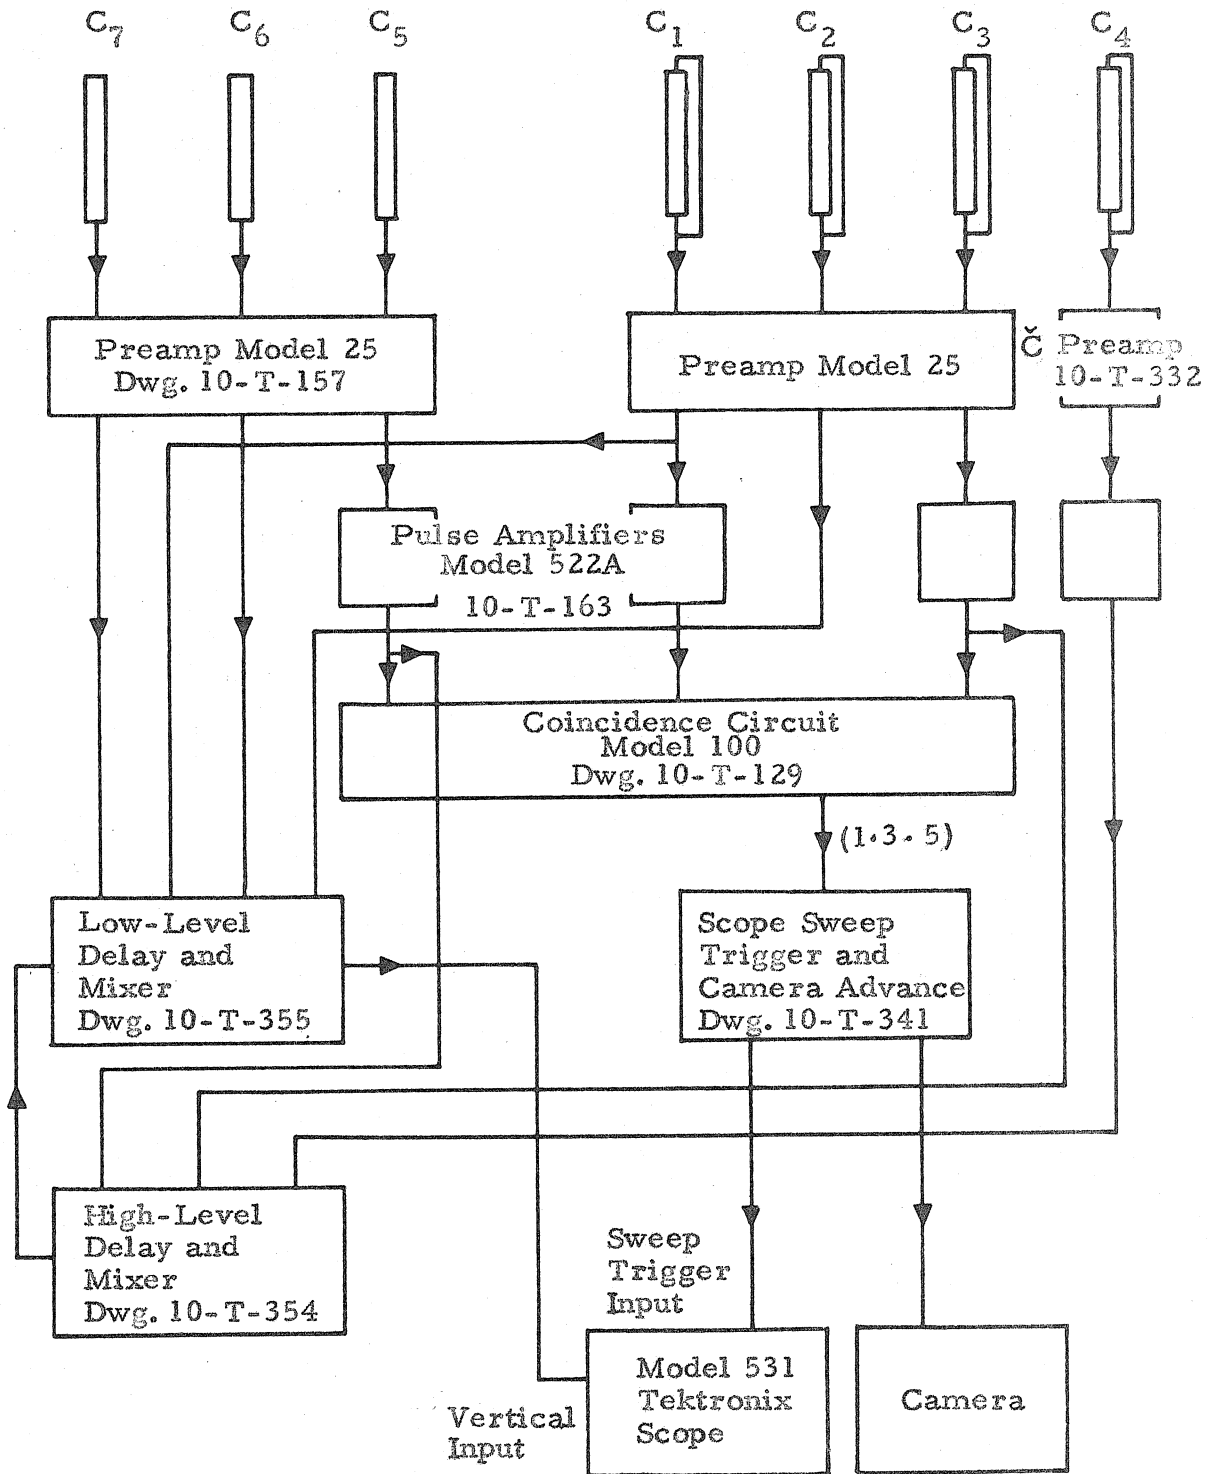 C7 C6 C5 C1 C2 C3 C4
Preamp Model 25
Dwg. 10-T-157
Preamp Model 25
Č Preamp
10-T-332
Pulse Amplifiers
Model 522A
10-T-163
Coincidence Circuit
Model 100
Dwg. 10-T-129
(1·3·5)
Low-Level
Delay and
Mixer
Dwg. 10-T-355
Scope Sweep
Trigger and
Camera Advance
Dwg. 10-T-341
High-Level
Delay and
Mixer
Dwg. 10-T-354
Sweep
Trigger
Input
Vertical
Input
Model 531
Tektronix
Scope
Camera